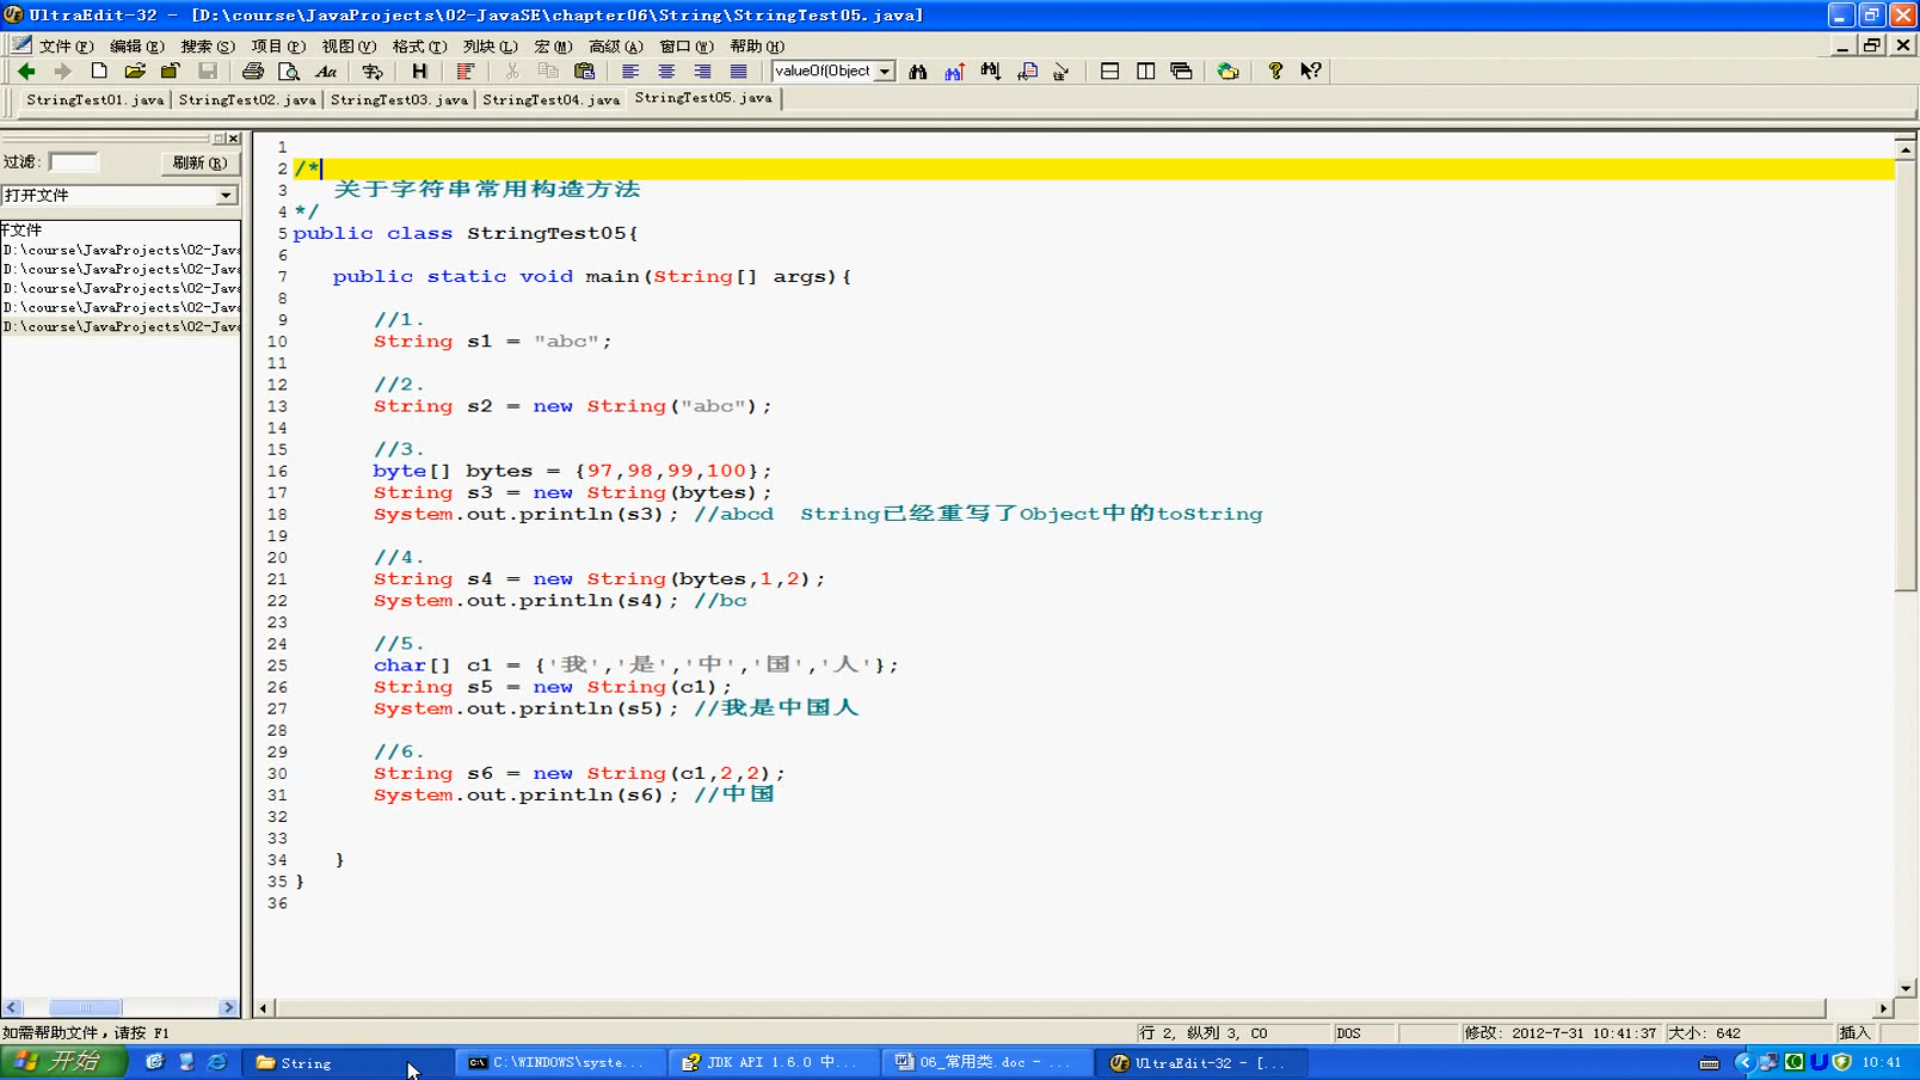 UltraEdit-32 - [D:\course\JavaProjects\02-JavaSE\chapter06\String\StringTest05.java]
文件(F) 编辑(E) 搜索(S) 项目(P) 视图(V) 格式(T) 列块(L) 宏(M) 高级(A) 窗口(W) 帮助(H)
valueOf(Object
StringTest01.java StringTest02.java StringTest03.java StringTest04.java StringTest05.java
过滤: 刷新(R)
打开文件
开文件
D:\course\JavaProjects\02-Java
D:\course\JavaProjects\02-Java
D:\course\JavaProjects\02-Java
D:\course\JavaProjects\02-Java
D:\course\JavaProjects\02-Java
1
2 /*
3 关于字符串常用构造方法
4 */
5 public class StringTest05{
6
7 public static void main(String[] args){
8
9 //1.
10 String s1 = "abc";
11
12 //2.
13 String s2 = new String("abc");
14
15 //3.
16 byte[] bytes = {97,98,99,100};
17 String s3 = new String(bytes);
18 System.out.println(s3); //abcd String已经重写了Object中的toString
19
20 //4.
21 String s4 = new String(bytes,1,2);
22 System.out.println(s4); //bc
23
24 //5.
25 char[] c1 = {'我','是','中','国','人'};
26 String s5 = new String(c1);
27 System.out.println(s5); //我是中国人
28
29 //6.
30 String s6 = new String(c1,2,2);
31 System.out.println(s6); //中国
32
33
34 }
35 }
36
如需帮助文件，请按 F1 行 2, 纵列 3, C0 DOS 修改: 2012-7-31 10:41:37 大小: 642 插入
开始 String C:\WINDOWS\syste... JDK API 1.6.0 中... 06_常用类.doc - ... UltraEdit-32 - [... 10:41